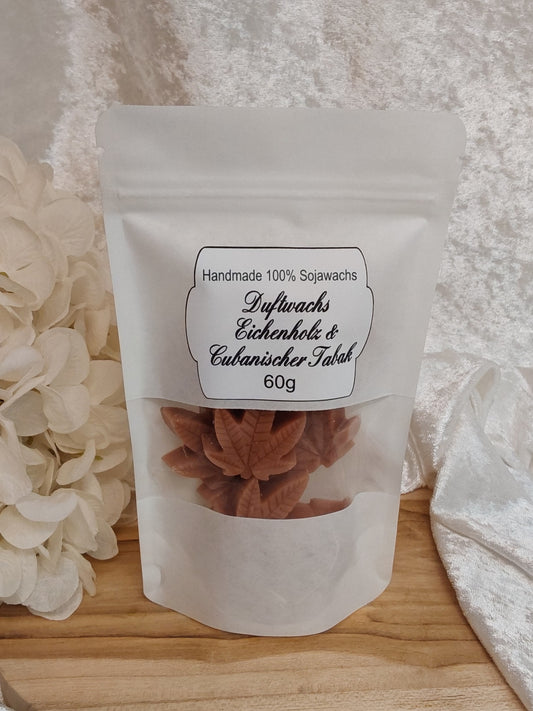 Handmade 100% Sojawachs
Duftwachs
Eichenholz &
Cubanischer Tabak
60g